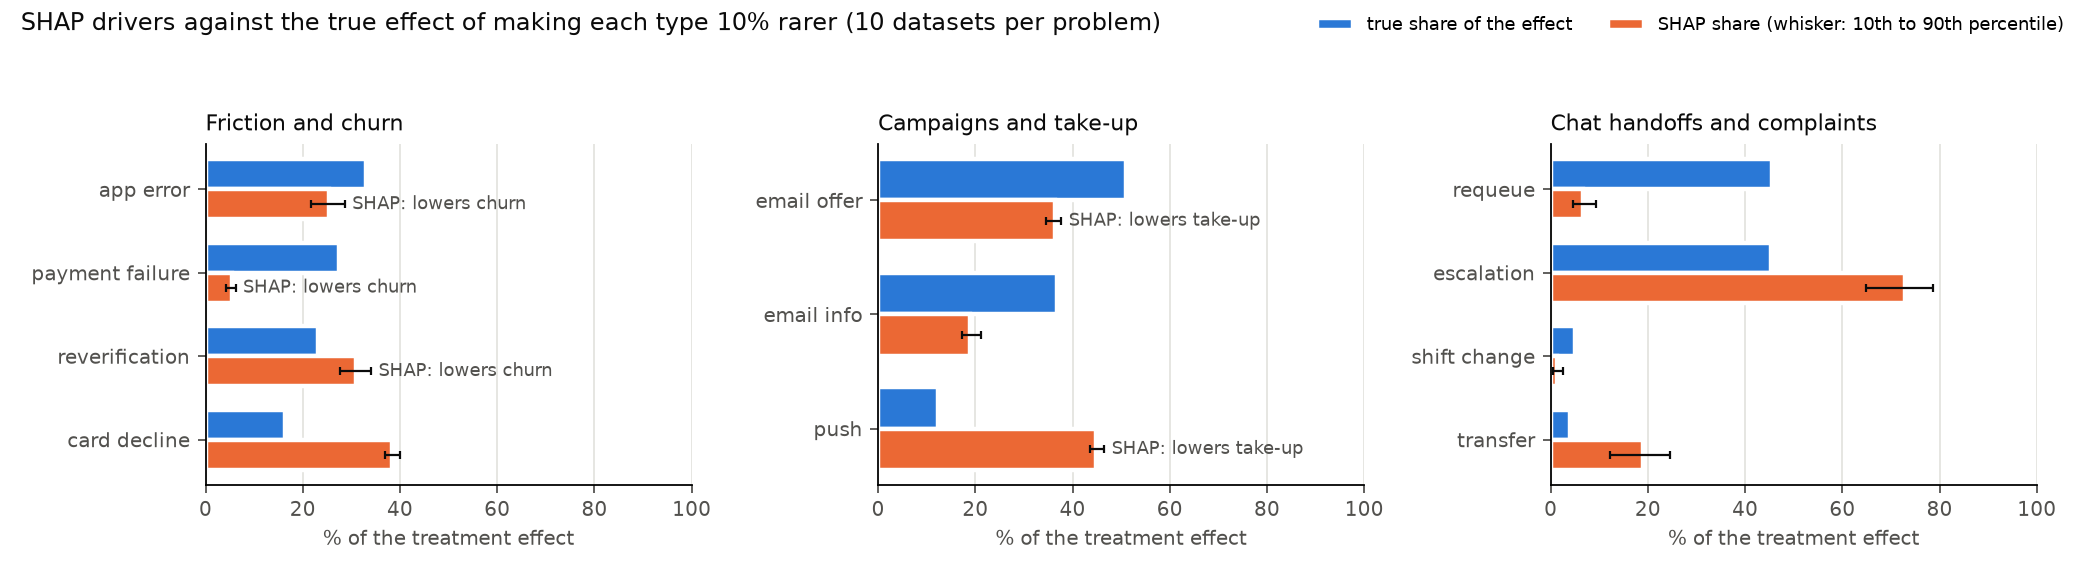 SHAP drivers against the true effect of making each type 10% rarer (10 datasets per problem)
true share of the effect
SHAP share (whisker: 10th to 90th percentile)
Friction and churn
app error
SHAP: lowers churn
payment failure
SHAP: lowers churn
reverification
SHAP: lowers churn
card decline
0 20 40 60 80 100
% of the treatment effect
Campaigns and take-up
email offer
SHAP: lowers take-up
email info
push
SHAP: lowers take-up
0 20 40 60 80 100
% of the treatment effect
Chat handoffs and complaints
requeue
escalation
shift change
transfer
0 20 40 60 80 100
% of the treatment effect